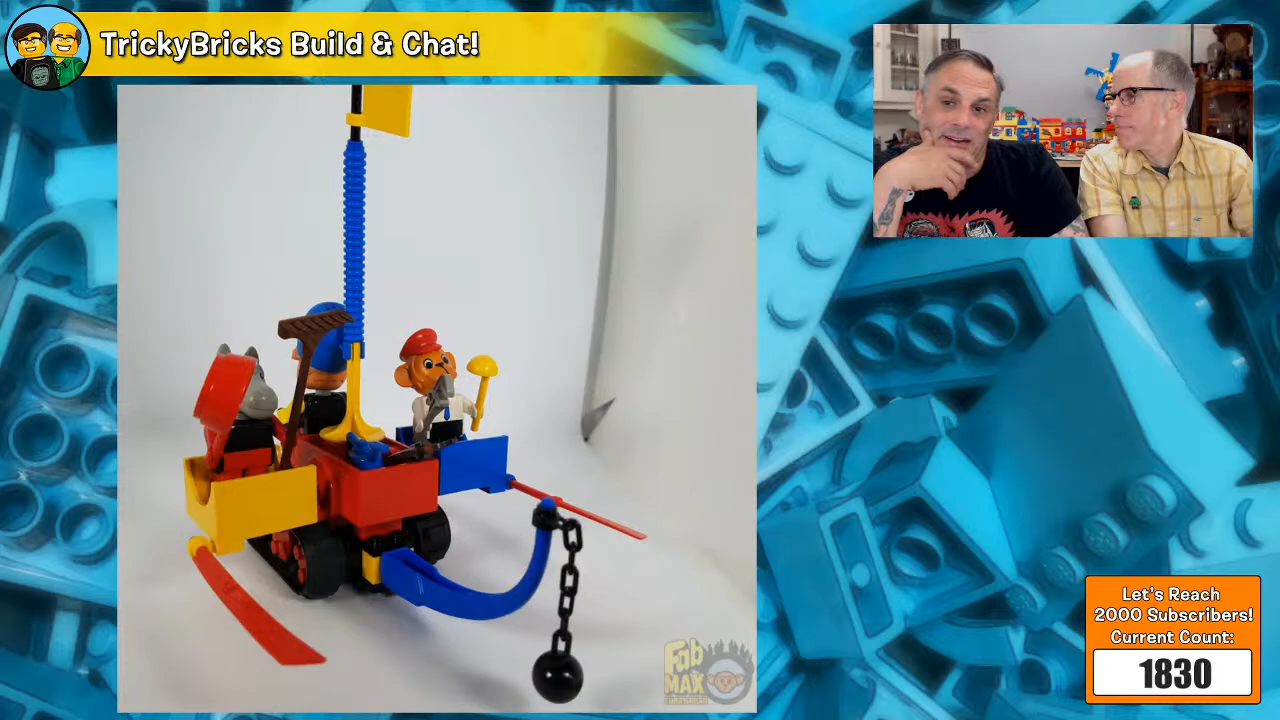 TrickyBricks Build & Chat!
Fab
MAX
Let's Reach
2000 Subscribers!
Current Count:
1830